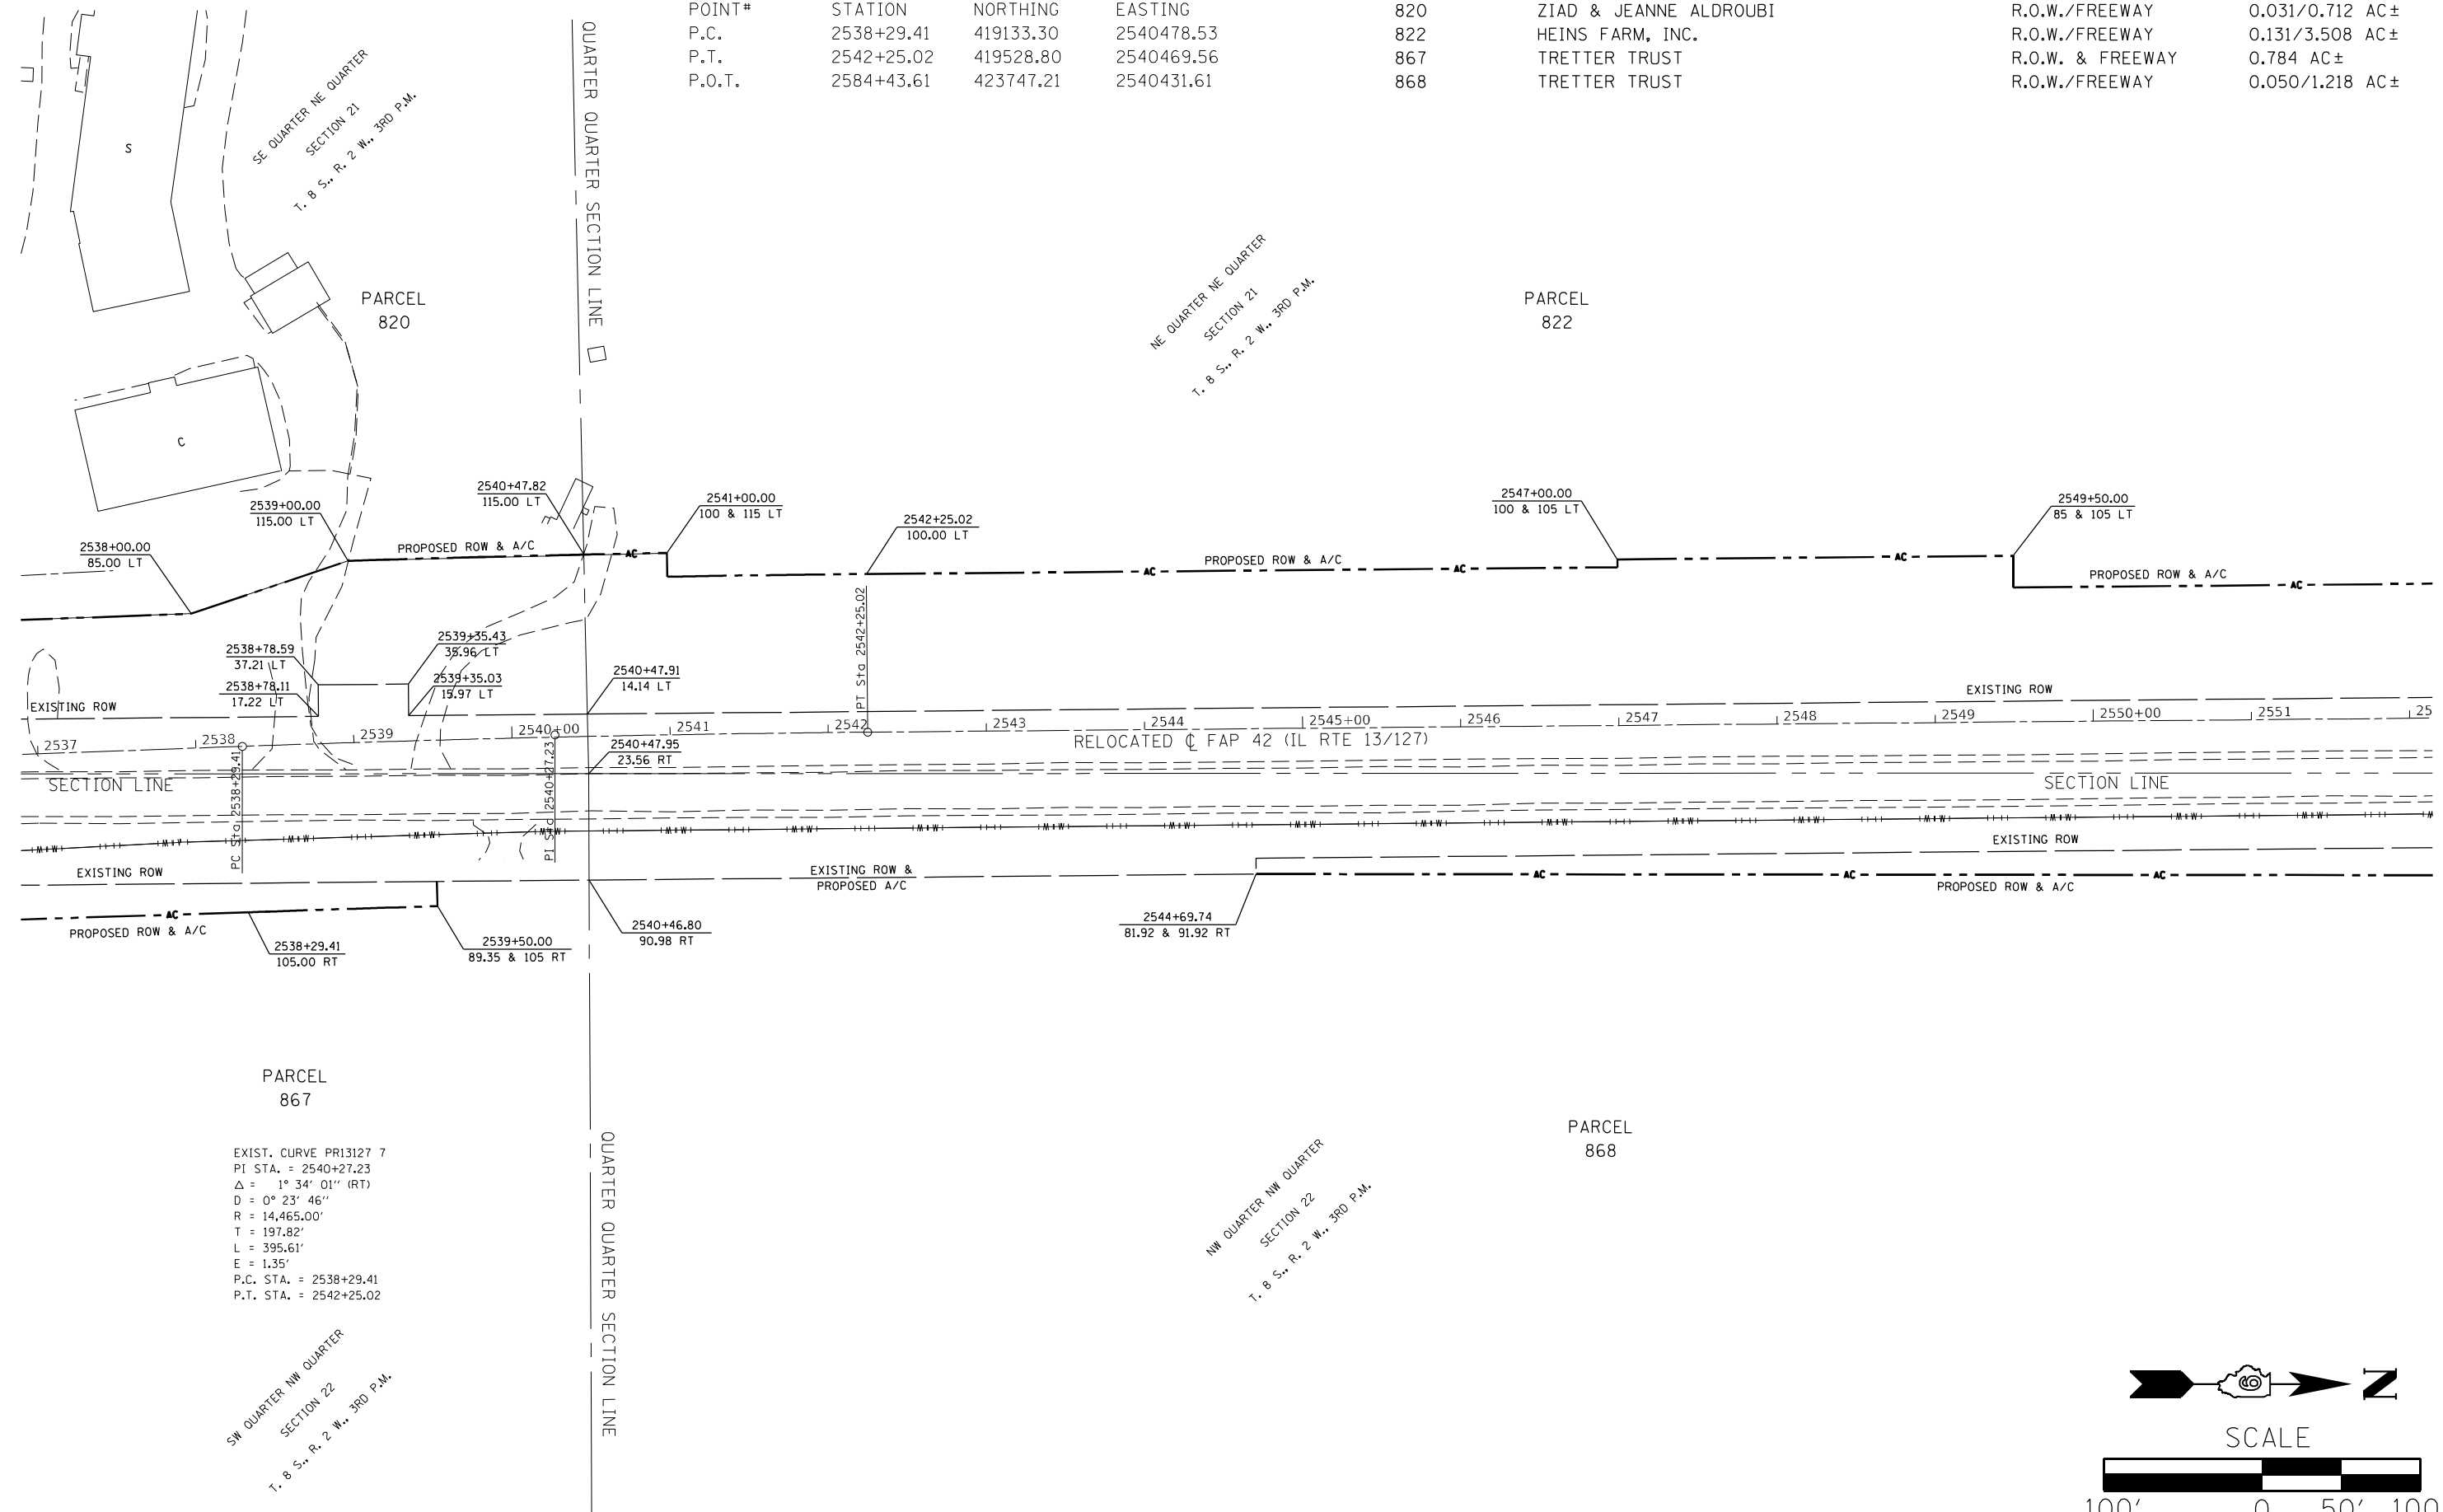 POINT# STATION NORTHING EASTING
P.C. 2538+29.41 419133.30 2540478.53
P.T. 2542+25.02 419528.80 2540469.56
P.O.T. 2584+43.61 423747.21 2540431.61
820 ZIAD & JEANNE ALDROUBI R.O.W./FREEWAY 0.031/0.712 AC±
822 HEINS FARM, INC. R.O.W./FREEWAY 0.131/3.508 AC±
867 TRETTER TRUST R.O.W. & FREEWAY 0.784 AC±
868 TRETTER TRUST R.O.W./FREEWAY 0.050/1.218 AC±
SE QUARTER NE QUARTER
SECTION 21
T. 8 S., R. 2 W., 3RD P.M.
S
QUARTER QUARTER SECTION LINE
PARCEL
820
NE QUARTER NE QUARTER
SECTION 21
T. 8 S., R. 2 W., 3RD P.M.
PARCEL
822
C
2538+00.00
85.00 LT
2539+00.00
115.00 LT
2540+47.82
115.00 LT
2541+00.00
100 & 115 LT
2542+25.02
100.00 LT
2547+00.00
100 & 105 LT
2549+50.00
85 & 105 LT
PROPOSED ROW & A/C
AC
AC
PROPOSED ROW & A/C
AC
AC
PROPOSED ROW & A/C
AC
2538+78.59
37.21 LT
2538+78.11
17.22 LT
2539+35.43
35.96 LT
2539+35.03
15.97 LT
2540+47.91
14.14 LT
PT Sta 2542+25.02
EXISTING ROW
EXISTING ROW
2537
2538
2539
2540+00
2541
2542
2543
2544
2545+00
2546
2547
2548
2549
2550+00
2551
25
2540+47.95
23.56 RT
RELOCATED ℄ FAP 42 (IL RTE 13/127)
SECTION LINE
SECTION LINE
PC Sta 2538+29.41
PI Sta 2540+27.23
EXISTING ROW
EXISTING ROW &
PROPOSED A/C
EXISTING ROW
AC
PROPOSED ROW & A/C
AC
AC
AC
PROPOSED ROW & A/C
2538+29.41
105.00 RT
2539+50.00
89.35 & 105 RT
2540+46.80
90.98 RT
2544+69.74
81.92 & 91.92 RT
PARCEL
867
EXIST. CURVE PR13127 7
PI STA. = 2540+27.23
Δ = 1° 34' 01'' (RT)
D = 0° 23' 46''
R = 14,465.00'
T = 197.82'
L = 395.61'
E = 1.35'
P.C. STA. = 2538+29.41
P.T. STA. = 2542+25.02
SW QUARTER NW QUARTER
SECTION 22
T. 8 S., R. 2 W., 3RD P.M.
QUARTER QUARTER SECTION LINE
NW QUARTER NW QUARTER
SECTION 22
T. 8 S., R. 2 W., 3RD P.M.
PARCEL
868
9
N
SCALE
100' 0 50' 100